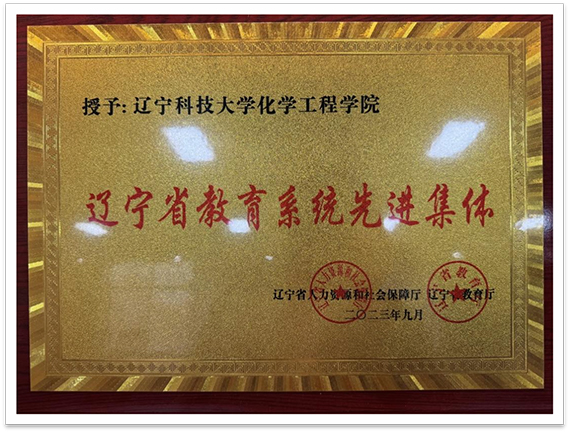 授予:辽宁科技大学化学工程学院
辽宁省教育系统先进集体
辽宁省人力资源和社会保障厅 辽宁省教育厅
二〇二三年九月